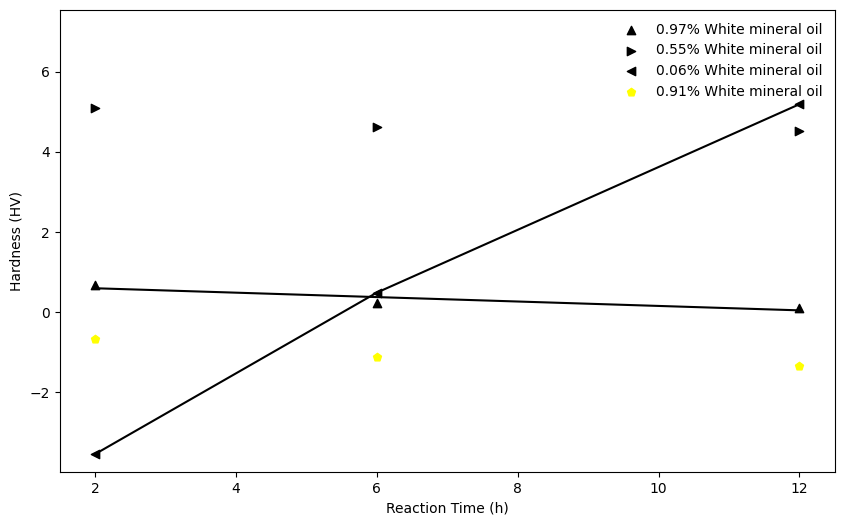 0.97% White mineral oil
0.55% White mineral oil
0.06% White mineral oil
0.91% White mineral oil
6
4
2
0
−2
Hardness (HV)
2 4 6 8 10 12
Reaction Time (h)